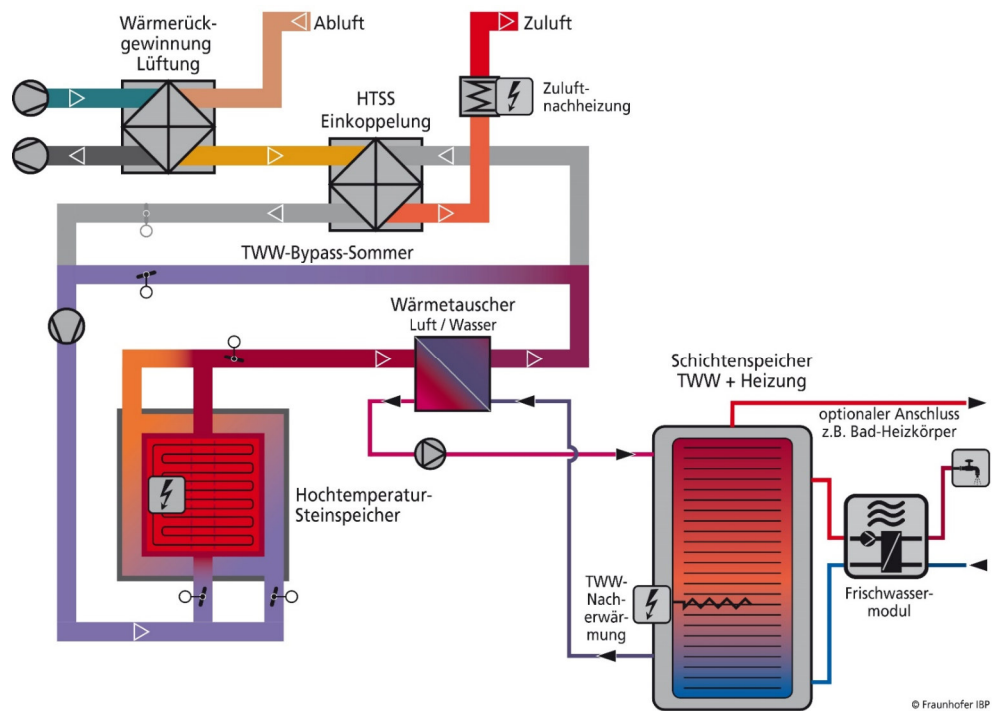 Wärmerück-
gewinnung
Lüftung
Abluft
Zuluft
HTSS
Einkoppelung
Zuluft-
nachheizung
TWW-Bypass-Sommer
Wärmetauscher
Luft / Wasser
Schichtenspeicher
TWW + Heizung
optionaler Anschluss
z.B. Bad-Heizkörper
Hochtemperatur-
Steinspeicher
TWW-
Nach-
erwär-
mung
Frischwasser-
modul
© Fraunhofer IBP